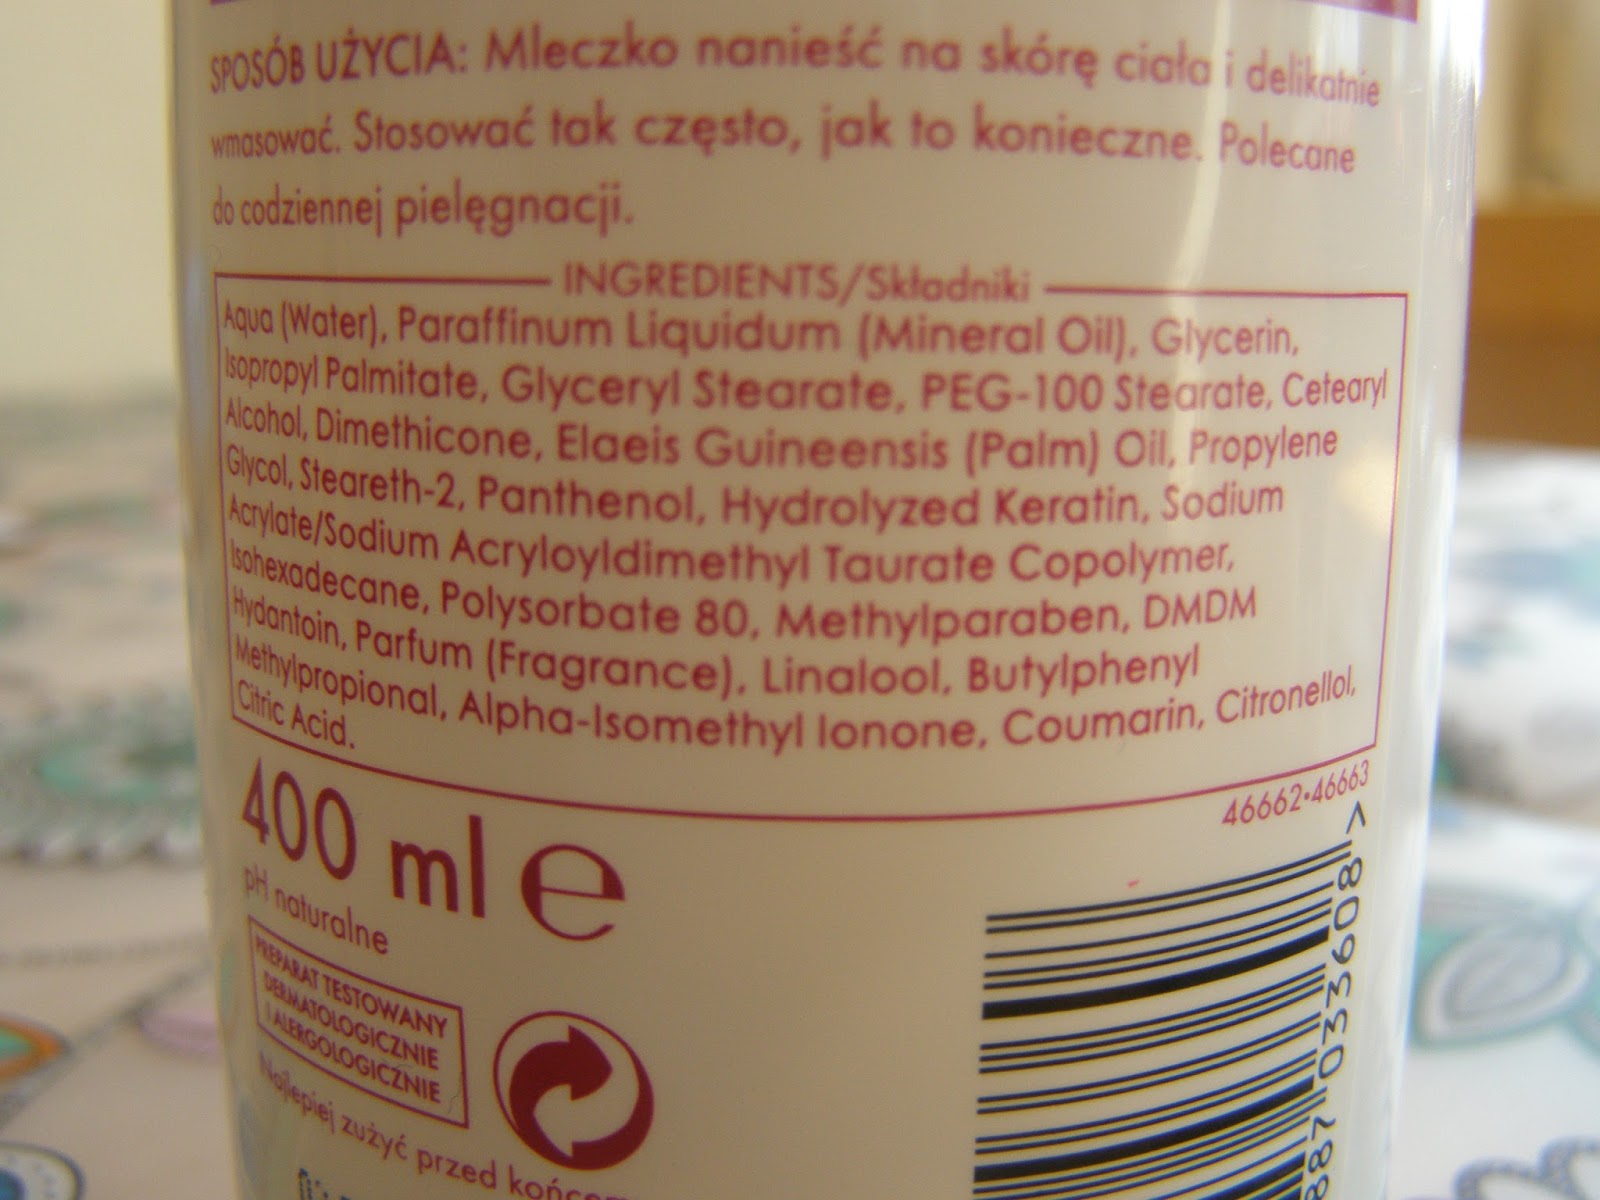 SPOSÓB UŻYCIA: Mleczko nanieść na skórę ciała i delikatnie
wmasować. Stosować tak często, jak to konieczne. Polecane
do codziennej pielęgnacji.
INGREDIENTS/Składniki
Aqua (Water), Paraffinum Liquidum (Mineral Oil), Glycerin,
Isopropyl Palmitate, Glyceryl Stearate, PEG-100 Stearate, Cetearyl
Alcohol, Dimethicone, Elaeis Guineensis (Palm) Oil, Propylene
Glycol, Steareth-2, Panthenol, Hydrolyzed Keratin, Sodium
Acrylate/Sodium Acryloyldimethyl Taurate Copolymer,
Isohexadecane, Polysorbate 80, Methylparaben, DMDM
Hydantoin, Parfum (Fragrance), Linalool, Butylphenyl
Methylpropional, Alpha-Isomethyl Ionone, Coumarin, Citronellol,
Citric Acid.
46662•46663
400 ml e
pH naturalne
PREPARAT TESTOWANY
DERMATOLOGICZNIE
I ALERGOLOGICZNIE
Najlepiej zużyć przed
887 033608 >